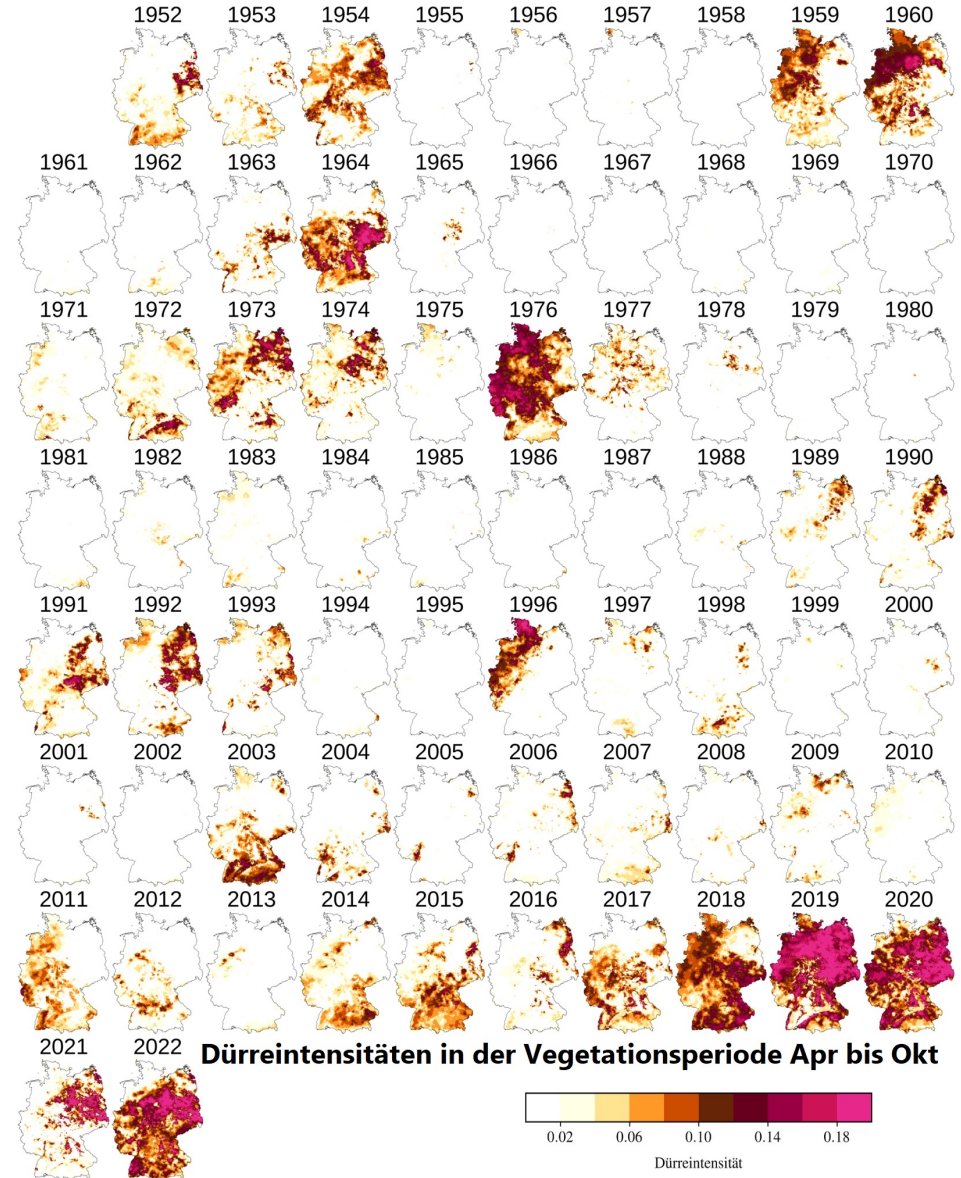 1952 1953 1954 1955 1956 1957 1958 1959 1960
1961 1962 1963 1964 1965 1966 1967 1968 1969 1970
1971 1972 1973 1974 1975 1976 1977 1978 1979 1980
1981 1982 1983 1984 1985 1986 1987 1988 1989 1990
1991 1992 1993 1994 1995 1996 1997 1998 1999 2000
2001 2002 2003 2004 2005 2006 2007 2008 2009 2010
2011 2012 2013 2014 2015 2016 2017 2018 2019 2020
2021 2022
Dürreintensitäten in der Vegetationsperiode Apr bis Okt
0.02 0.06 0.10 0.14 0.18
Dürreintensität